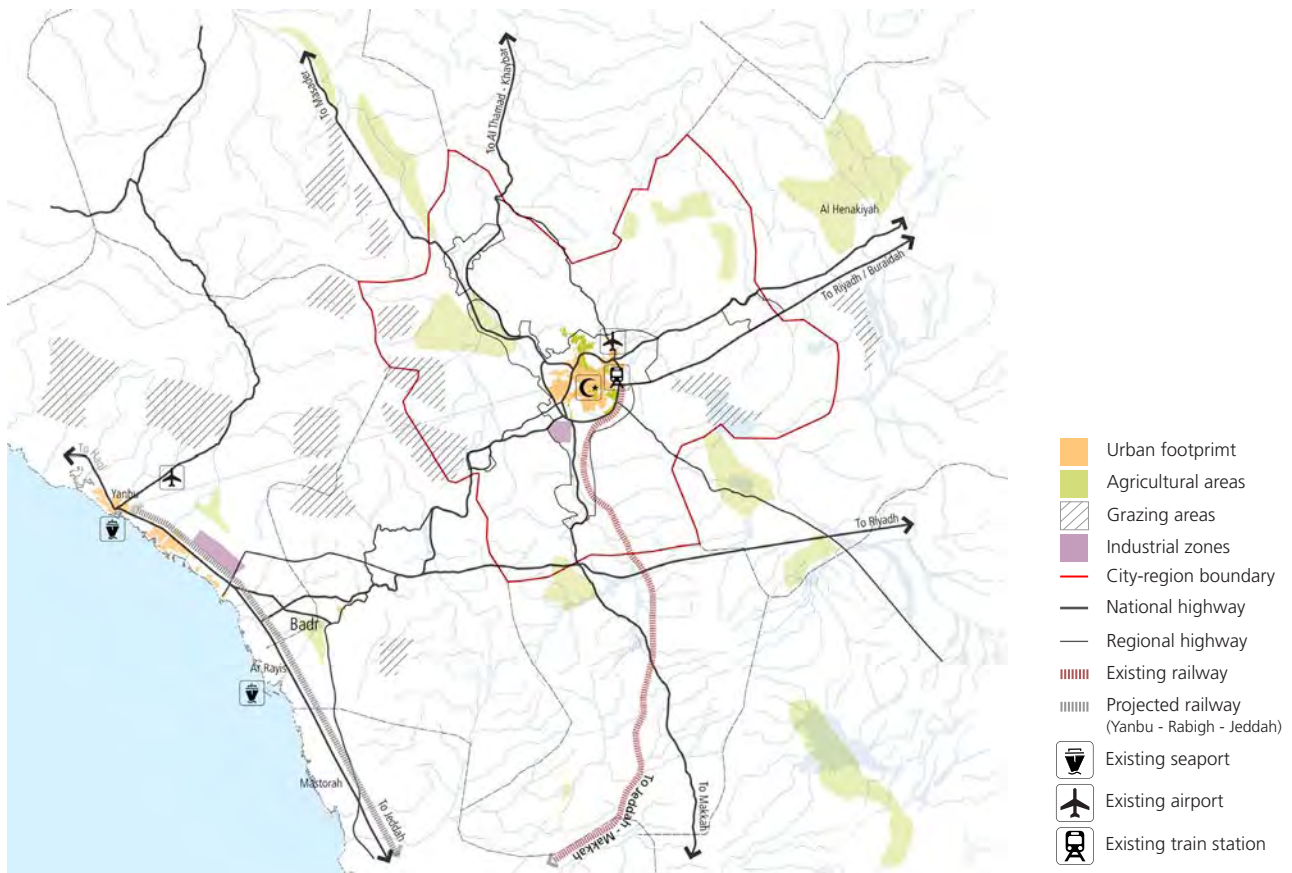 To Masader
To Al Thamad - Khaybar
Al Henakiyah
To Riyadh / Buraidah
To Haql
Yanbu
To Riyadh
Badr
Ar Rayis
Mastorah
To Jeddah
To Jeddah - Makkah
To Makkah
Urban footprimt
Agricultural areas
Grazing areas
Industrial zones
City-region boundary
National highway
Regional highway
Existing railway
Projected railway
(Yanbu - Rabigh - Jeddah)
Existing seaport
Existing airport
Existing train station